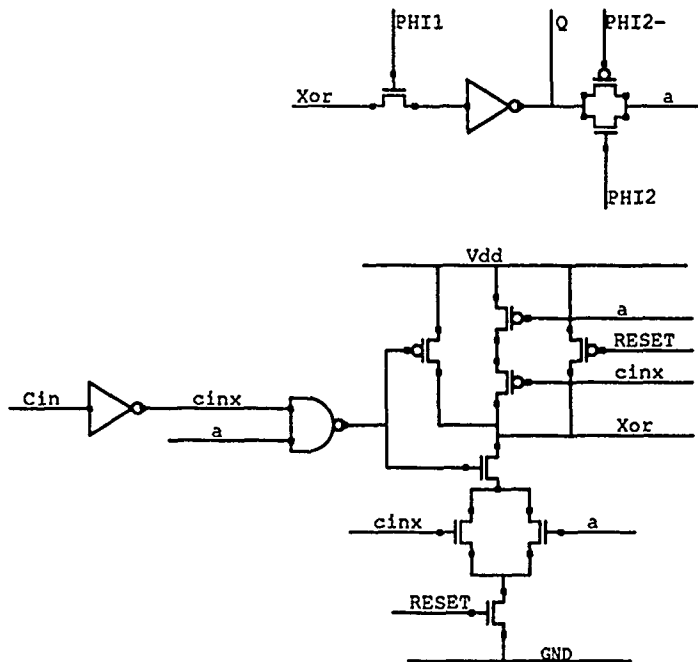 PHI1 Q PHI2-
Xor a
PHI2
Vdd
a
RESET
Cin cinx cinx
a Xor
cinx a
RESET
GND